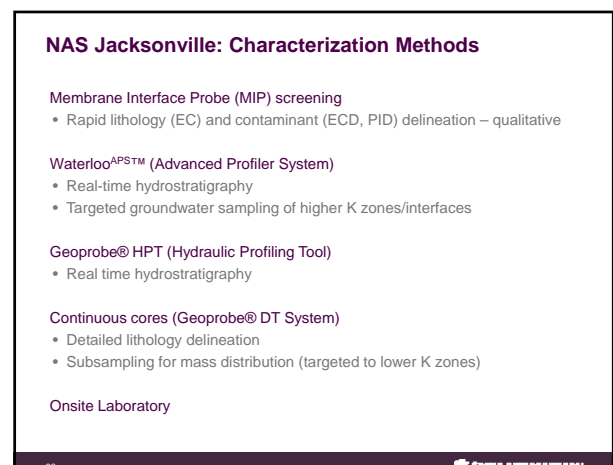 NAS Jacksonville: Characterization Methods
Membrane Interface Probe (MIP) screening
• Rapid lithology (EC) and contaminant (ECD, PID) delineation – qualitative
Waterloo^APS™ (Advanced Profiler System)
• Real-time hydrostratigraphy
• Targeted groundwater sampling of higher K zones/interfaces
Geoprobe® HPT (Hydraulic Profiling Tool)
• Real time hydrostratigraphy
Continuous cores (Geoprobe® DT System)
• Detailed lithology delineation
• Subsampling for mass distribution (targeted to lower K zones)
Onsite Laboratory